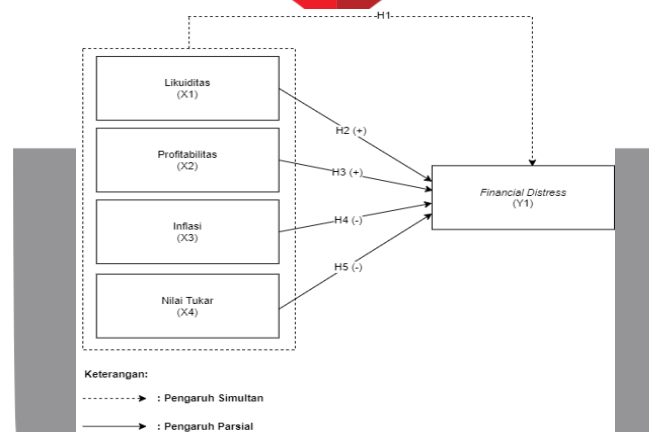 H1
Likuiditas
(X1)
H2 (+)
Profitabilitas
(X2)
H3 (+)
Financial Distress
(Y1)
Inflasi
(X3)
H4 (-)
H5 (-)
Nilai Tukar
(X4)
Keterangan:
: Pengaruh Simultan
: Pengaruh Parsial